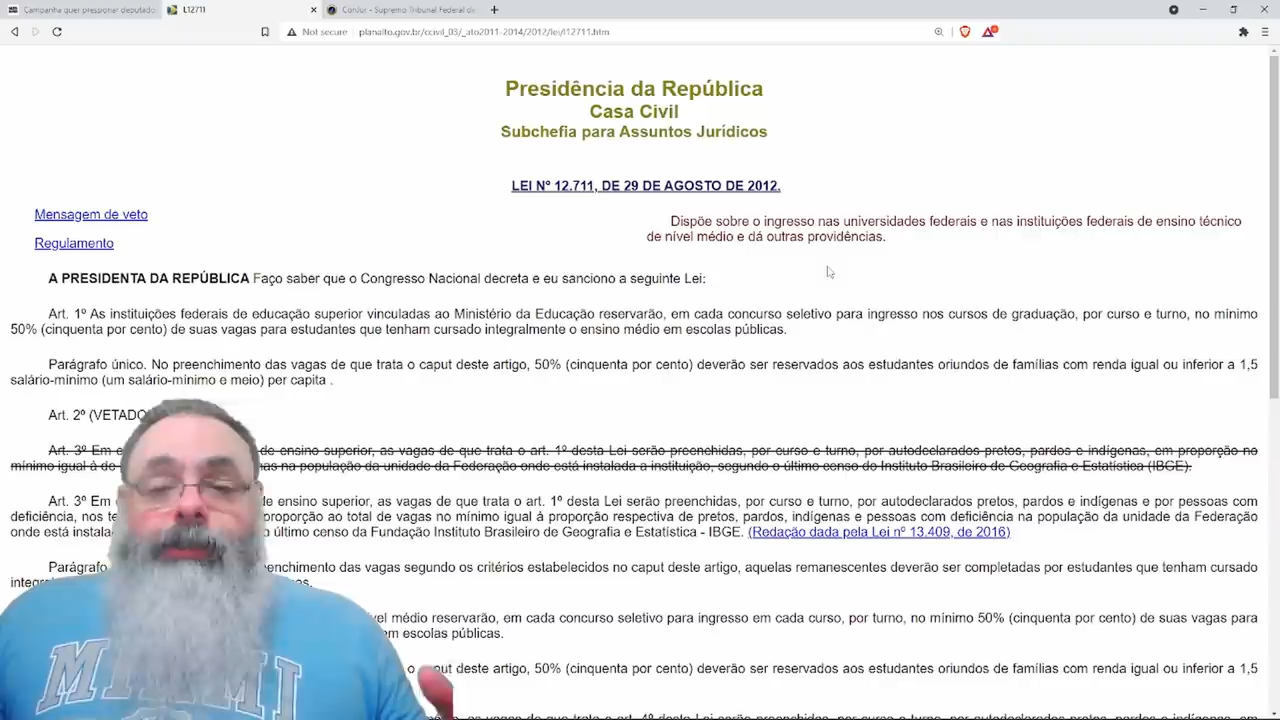 Campanha quer pressionar deputado
L12711
ConJur - Supremo Tribunal Federal de
Not secure
planalto.gov.br/ccivil_03/_ato2011-2014/2012/lei/l12711.htm
Presidência da República
Casa Civil
Subchefia para Assuntos Jurídicos
LEI Nº 12.711, DE 29 DE AGOSTO DE 2012.
Mensagem de veto
Dispõe sobre o ingresso nas universidades federais e nas instituições federais de ensino técnico
de nível médio e dá outras providências.
Regulamento
A PRESIDENTA DA REPÚBLICA Faço saber que o Congresso Nacional decreta e eu sanciono a seguinte Lei:
Art. 1º As instituições federais de educação superior vinculadas ao Ministério da Educação reservarão, em cada concurso seletivo para ingresso nos cursos de graduação, por curso e turno, no mínimo
50% (cinquenta por cento) de suas vagas para estudantes que tenham cursado integralmente o ensino médio em escolas públicas.
Parágrafo único. No preenchimento das vagas de que trata o caput deste artigo, 50% (cinquenta por cento) deverão ser reservados aos estudantes oriundos de famílias com renda igual ou inferior a 1,5
salário-mínimo (um salário-mínimo e meio) per capita .
Art. 2º (VETADO
Art. 3º Em de ensino superior, as vagas de que trata o art. 1º desta Lei serão preenchidas, por curso e turno, por autodeclarados pretos, pardos e indígenas, em proporção no
mínimo igual à de na população da unidade da Federação onde está instalada a instituição, segundo o último censo do Instituto Brasileiro de Geografia e Estatística (IBGE).
Art. 3º Em de ensino superior, as vagas de que trata o art. 1º desta Lei serão preenchidas, por curso e turno, por autodeclarados pretos, pardos e indígenas e por pessoas com
deficiência, nos proporção ao total de vagas no mínimo igual à proporção respectiva de pretos, pardos, indígenas e pessoas com deficiência na população da unidade da Federação
onde está o último censo da Fundação Instituto Brasileiro de Geografia e Estatística - IBGE. (Redação dada pela Lei nº 13.409, de 2016)
Parágrafo das vagas segundo os critérios estabelecidos no caput deste artigo, aquelas remanescentes deverão ser completadas por estudantes que tenham cursado
médio reservarão, em cada concurso seletivo para ingresso em cada curso, por turno, no mínimo 50% (cinquenta por cento) de suas vagas para
em escolas públicas.
o caput deste artigo, 50% (cinquenta por cento) deverão ser reservados aos estudantes oriundos de famílias com renda igual ou inferior a 1,5